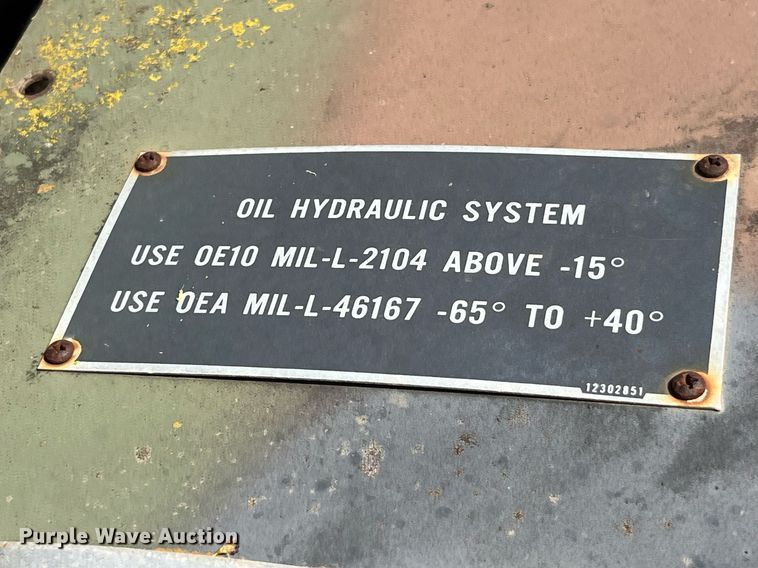 OIL HYDRAULIC SYSTEM
USE OE10 MIL-L-2104 ABOVE -15°
USE OEA MIL-L-46167 -65° TO +40°
12302851
Purple Wave Auction